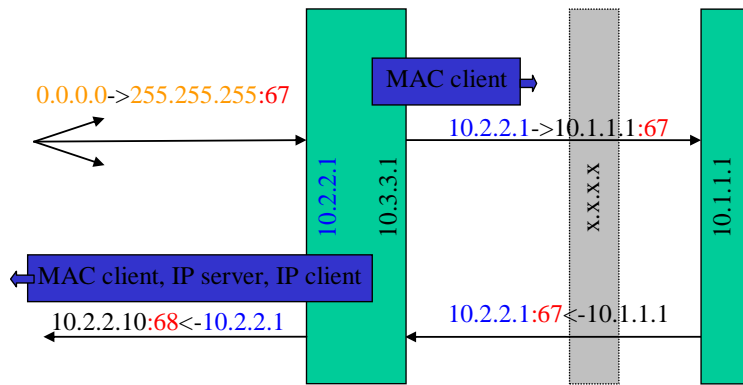 MAC client
0.0.0.0->255.255.255:67
10.2.2.1->10.1.1.1:67
10.2.2.1
10.3.3.1
x.x.x.x
10.1.1.1
MAC client, IP server, IP client
10.2.2.10:68<-10.2.2.1
10.2.2.1:67<-10.1.1.1